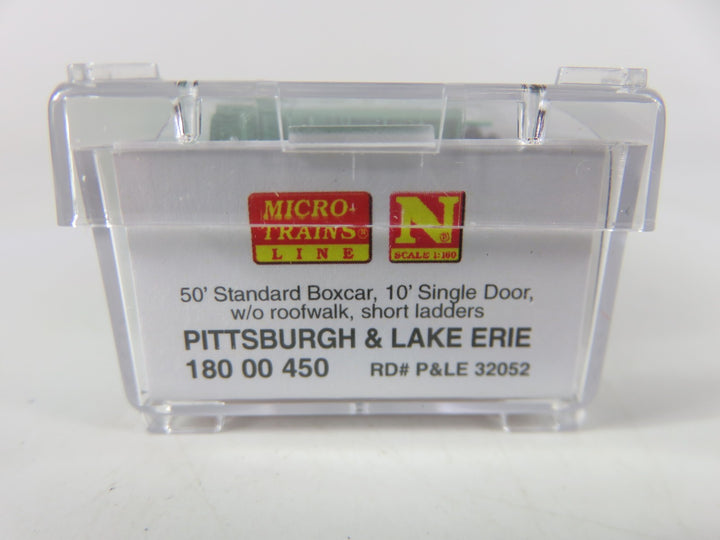 MICRO-
TRAINS®
LINE
N®
SCALE 1:160
50' Standard Boxcar, 10' Single Door,
w/o roofwalk, short ladders
PITTSBURGH & LAKE ERIE
180 00 450 RD# P&LE 32052